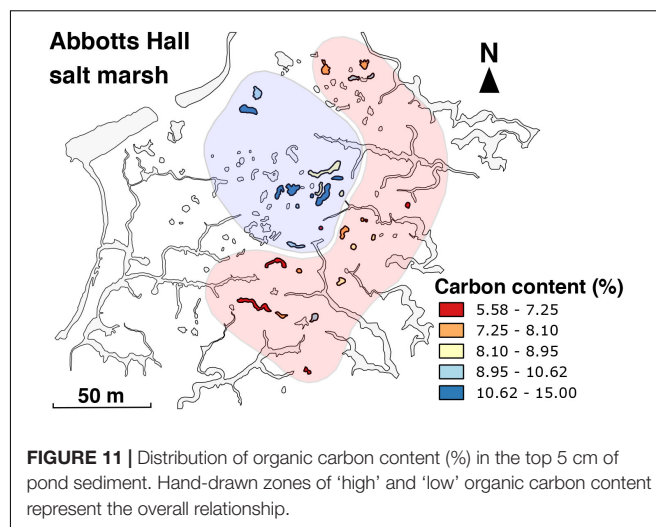 Abbotts Hall
salt marsh
N
Carbon content (%)
5.58 - 7.25
7.25 - 8.10
8.10 - 8.95
8.95 - 10.62
10.62 - 15.00
50 m
FIGURE 11 | Distribution of organic carbon content (%) in the top 5 cm of
pond sediment. Hand-drawn zones of ‘high’ and ‘low’ organic carbon content
represent the overall relationship.